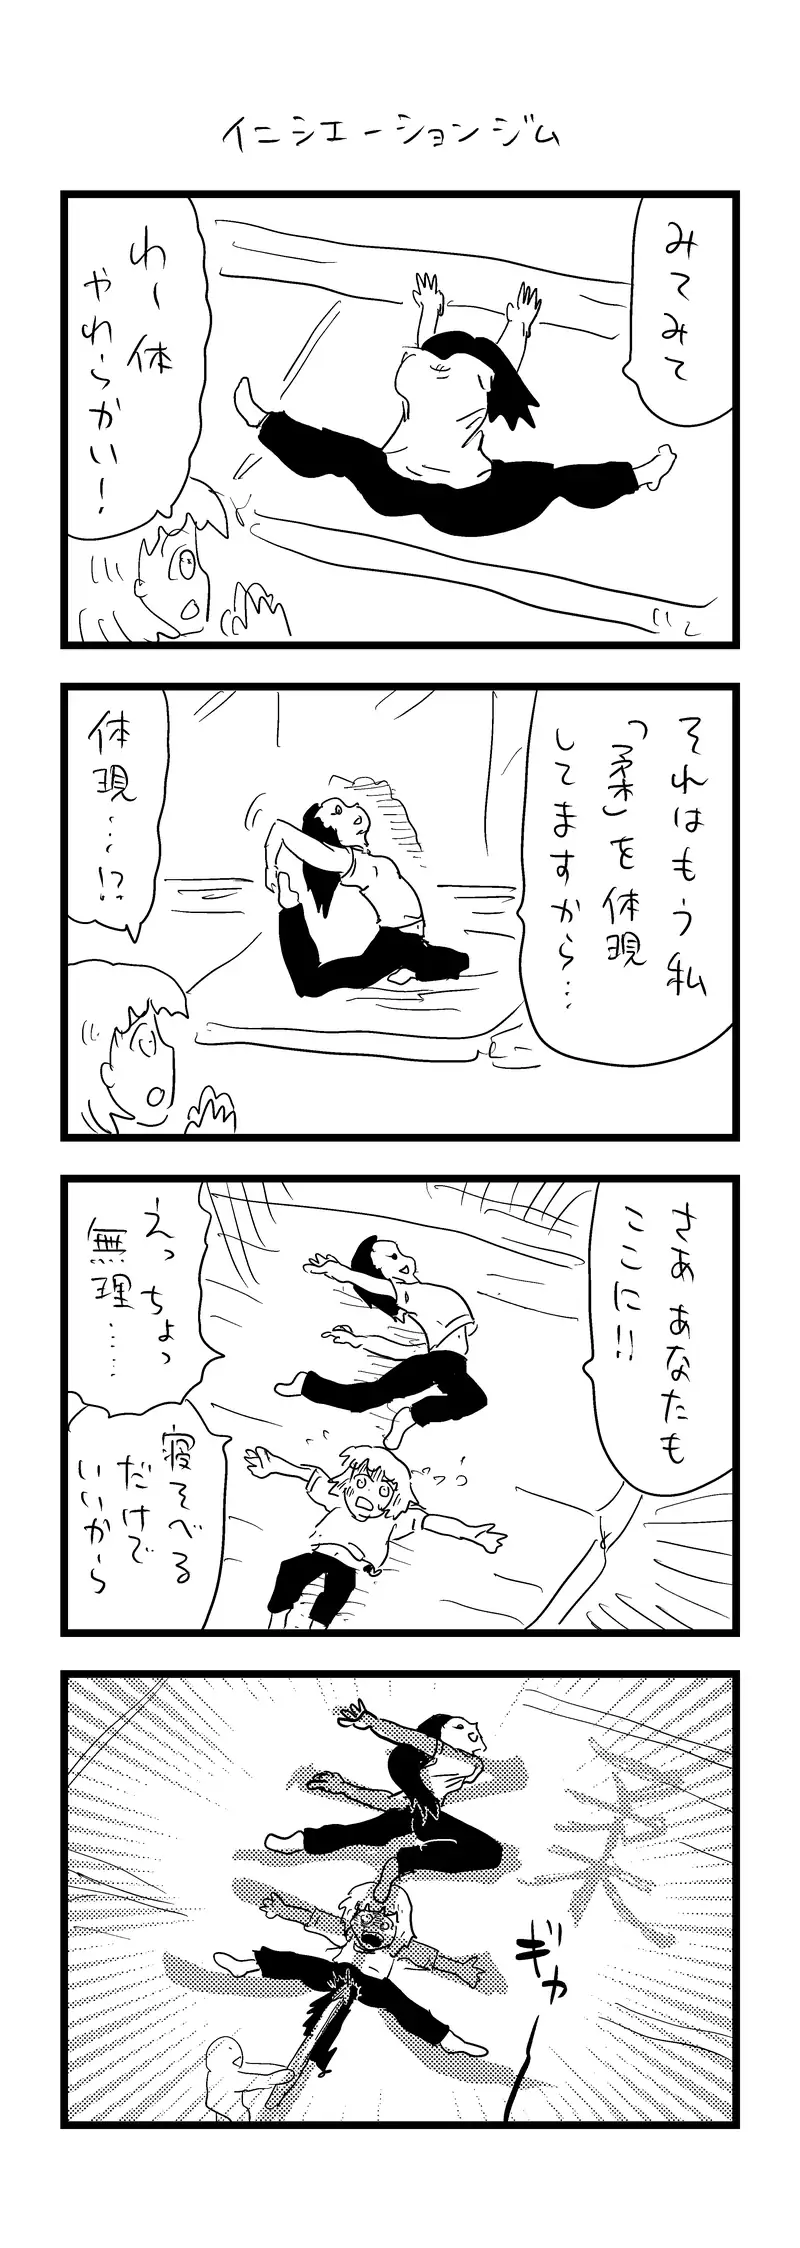 イニシエーションジム
みてみて
わー体
やわらかい!
それはもう私
「柔」を体現
してますから…
体現…!?
さああなたも
ここに!!
えっちょっ
無理……
寝そべる
だけで
いいから
ギャ